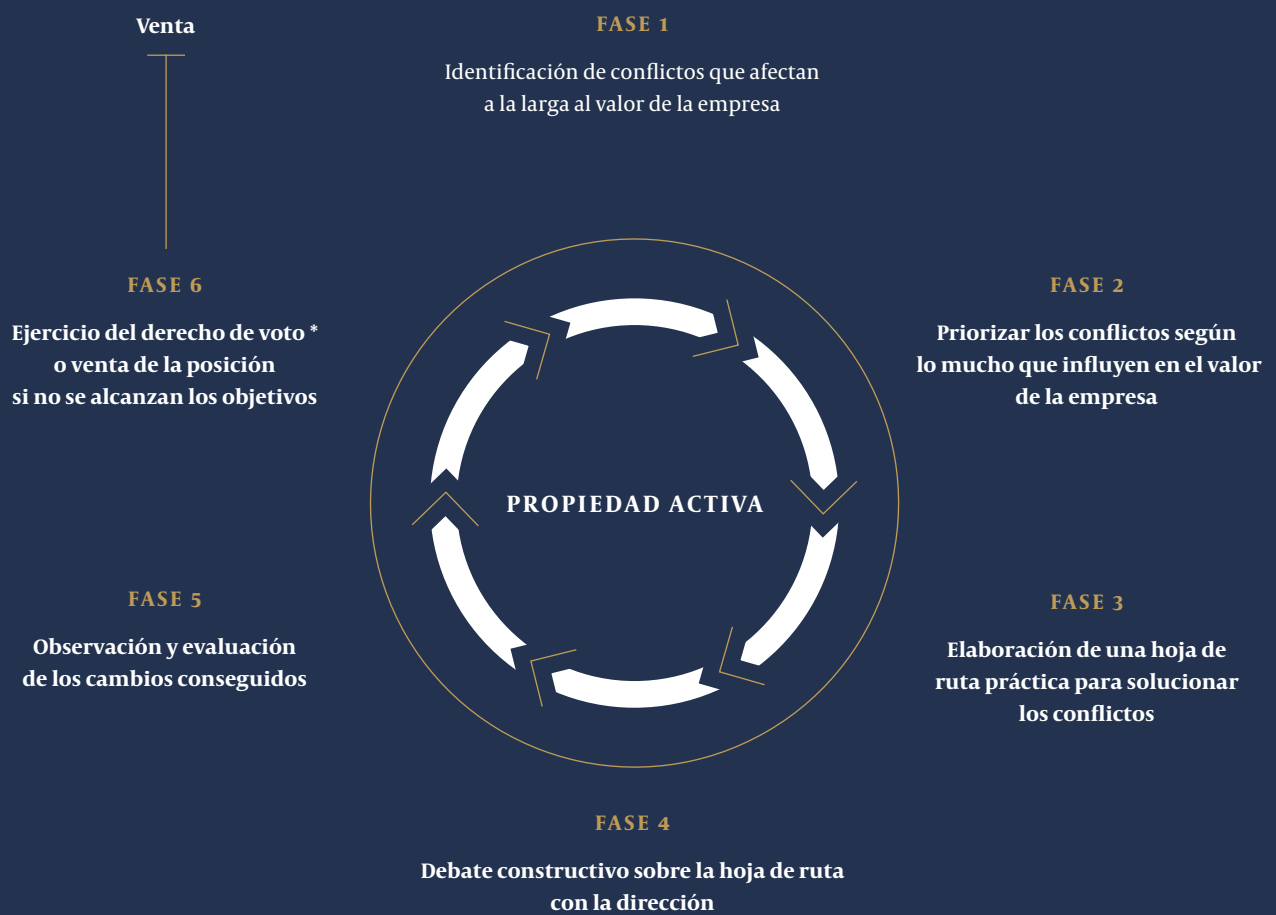 Venta
FASE 1
Identificación de conflictos que afectan
a la larga al valor de la empresa
FASE 2
Priorizar los conflictos según
lo mucho que influyen en el valor
de la empresa
FASE 3
Elaboración de una hoja de
ruta práctica para solucionar
los conflictos
FASE 4
Debate constructivo sobre la hoja de ruta
con la dirección
FASE 5
Observación y evaluación
de los cambios conseguidos
FASE 6
Ejercicio del derecho de voto *
o venta de la posición
si no se alcanzan los objetivos
PROPIEDAD ACTIVA